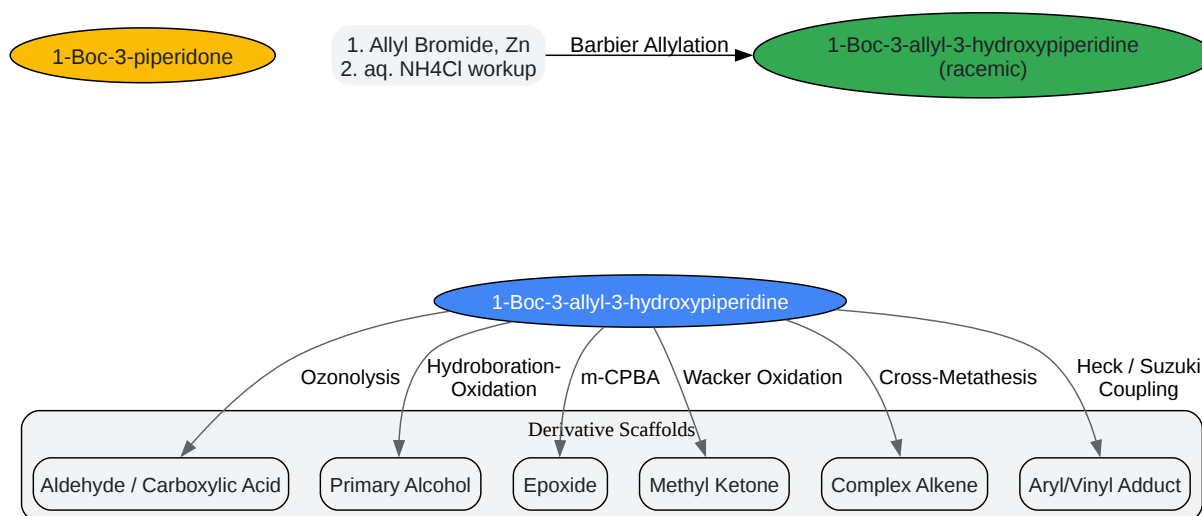 1-Boc-3-piperidone
1. Allyl Bromide, Zn
2. aq. NH4Cl workup
Barbier Allylation
1-Boc-3-allyl-3-hydroxypiperidine
(racemic)
1-Boc-3-allyl-3-hydroxypiperidine
Ozonolysis
Hydroboration-
Oxidation
m-CPBA
Wacker Oxidation
Cross-Metathesis
Heck / Suzuki
Coupling
Derivative Scaffolds
Aldehyde / Carboxylic Acid
Primary Alcohol
Epoxide
Methyl Ketone
Complex Alkene
Aryl/Vinyl Adduct